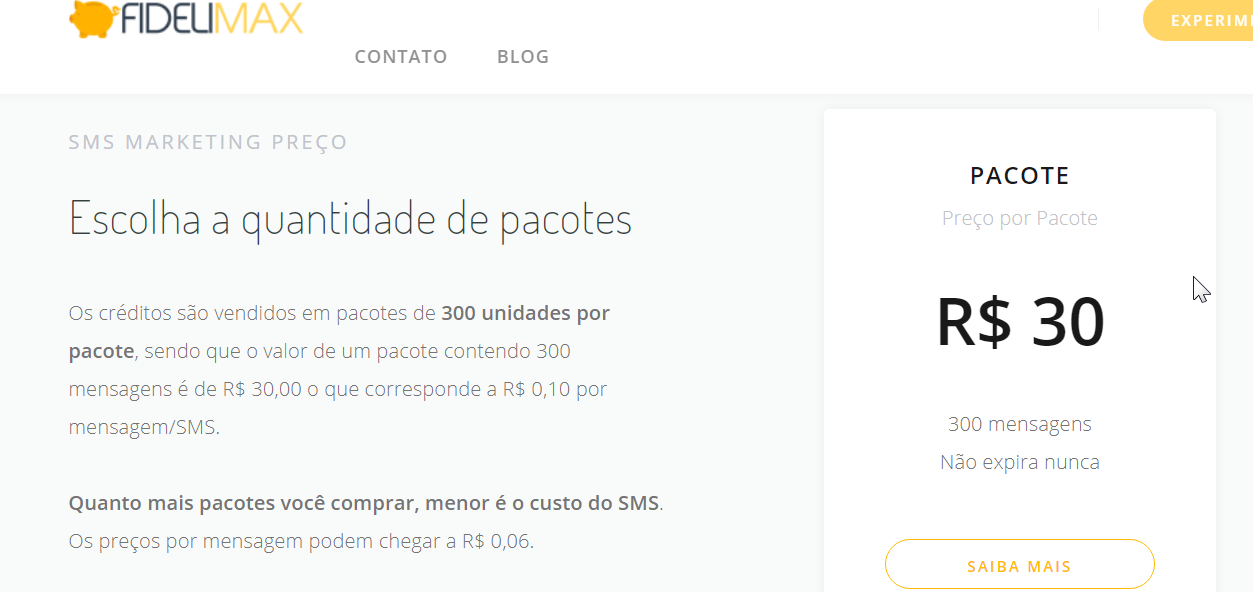 FIDELIMAX
CONTATO BLOG
SMS MARKETING PREÇO
Escolha a quantidade de pacotes
Os créditos são vendidos em pacotes de 300 unidades por
pacote, sendo que o valor de um pacote contendo 300
mensagens é de R$ 30,00 o que corresponde a R$ 0,10 por
mensagem/SMS.
Quanto mais pacotes você comprar, menor é o custo do SMS.
Os preços por mensagem podem chegar a R$ 0,06.
PACOTE
Preço por Pacote
R$ 30
300 mensagens
Não expira nunca
SAIBA MAIS